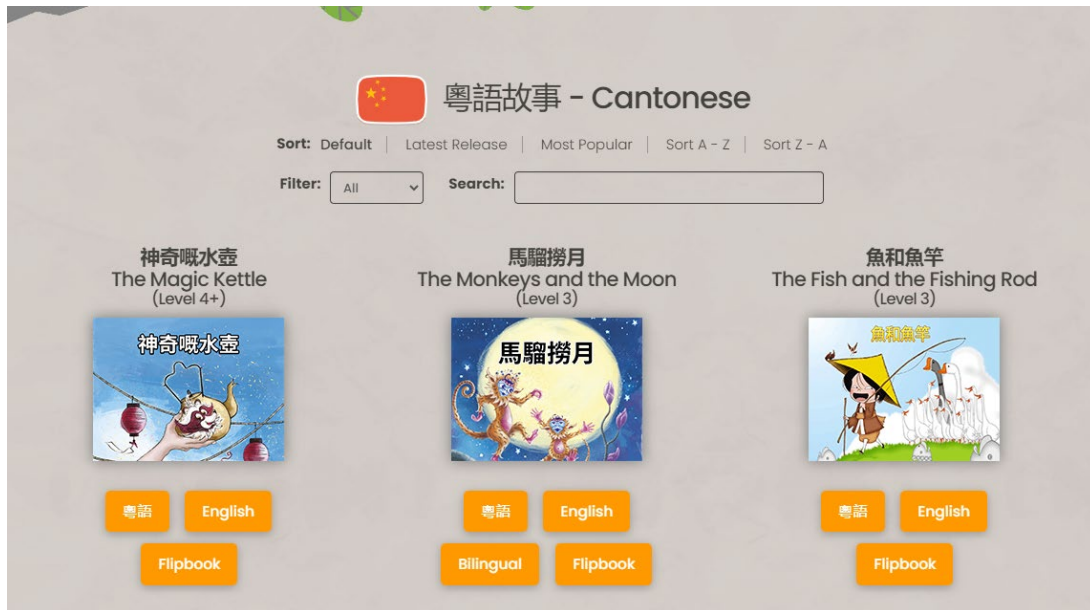 粵語故事 - Cantonese
Sort: Default | Latest Release | Most Popular | Sort A - Z | Sort Z - A
Filter: All Search:
神奇嘅水壺
The Magic Kettle
(Level 4+)
神奇嘅水壺
粵語 English
Flipbook
馬騮撈月
The Monkeys and the Moon
(Level 3)
馬騮撈月
粵語 English
Bilingual Flipbook
魚和魚竿
The Fish and the Fishing Rod
(Level 3)
魚和魚竿
粵語 English
Flipbook